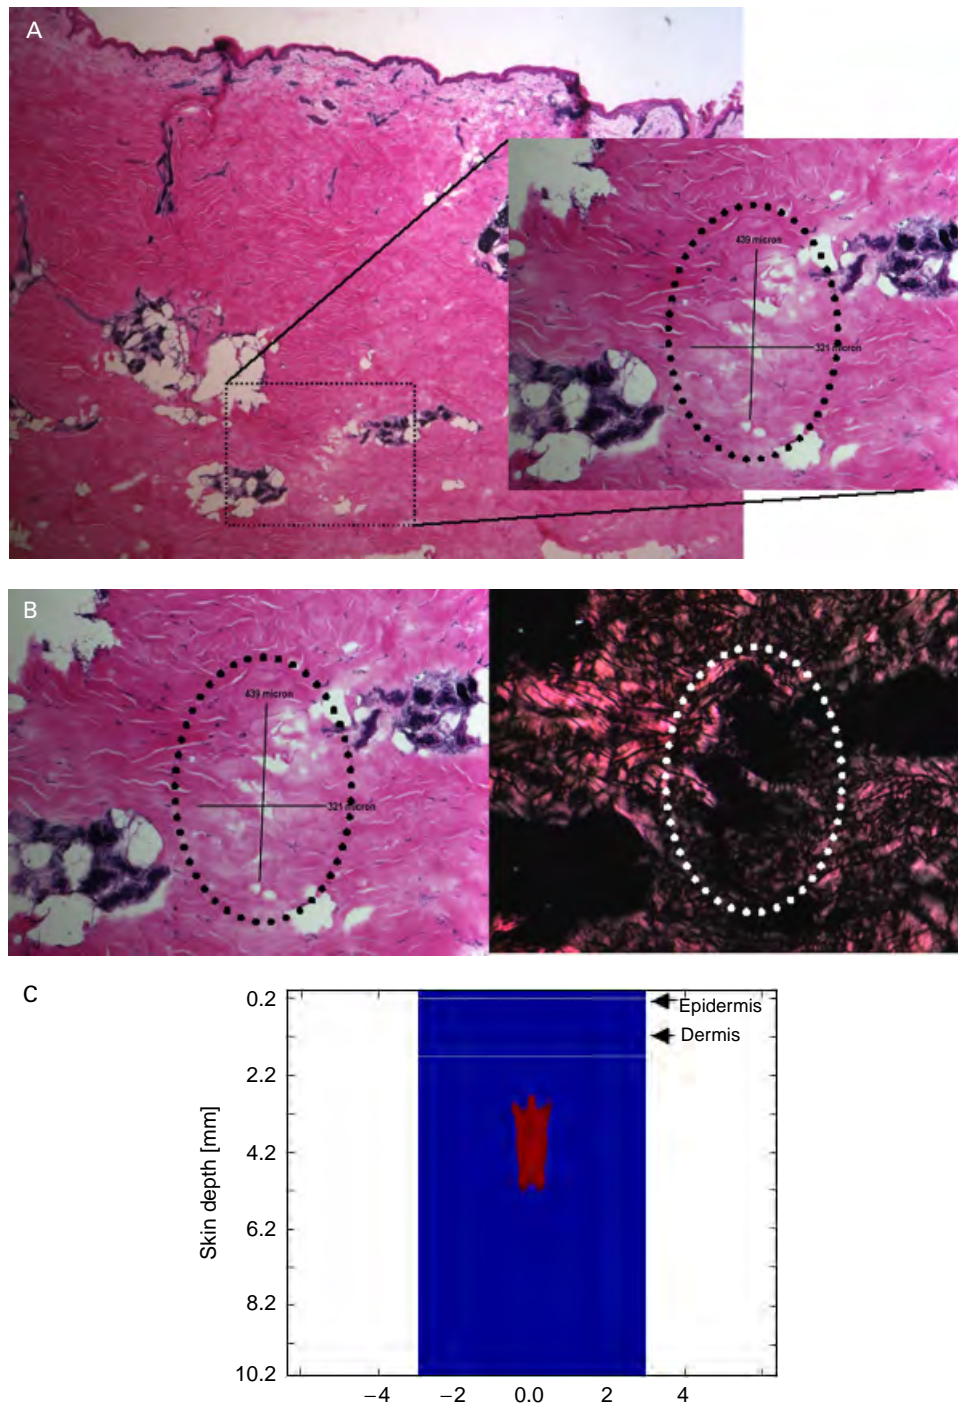 A
439 micron
321 micron
B
439 micron
321 micron
C
0.2
2.2
4.2
6.2
8.2
10.2
Skin depth [mm]
Epidermis
Dermis
−4
−2
0.0
2
4